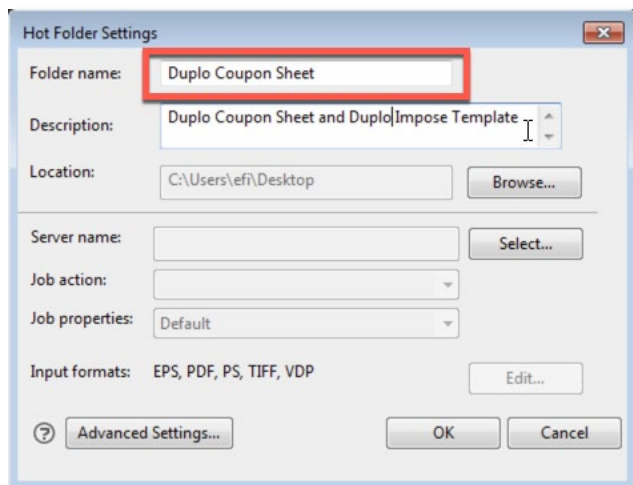 Hot Folder Settings
Folder name: Duplo Coupon Sheet
Description: Duplo Coupon Sheet and Duplo Impose Template
Location: C:\Users\efi\Desktop Browse...
Server name: Select...
Job action:
Job properties: Default
Input formats: EPS, PDF, PS, TIFF, VDP Edit...
? Advanced Settings... OK Cancel